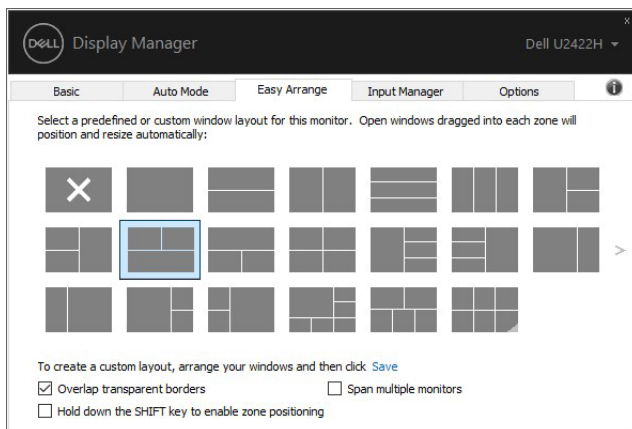 DELL Display Manager
Dell U2422H
Basic Auto Mode Easy Arrange Input Manager Options
Select a predefined or custom window layout for this monitor. Open windows dragged into each zone will
position and resize automatically:
To create a custom layout, arrange your windows and then click Save
Overlap transparent borders
Span multiple monitors
Hold down the SHIFT key to enable zone positioning